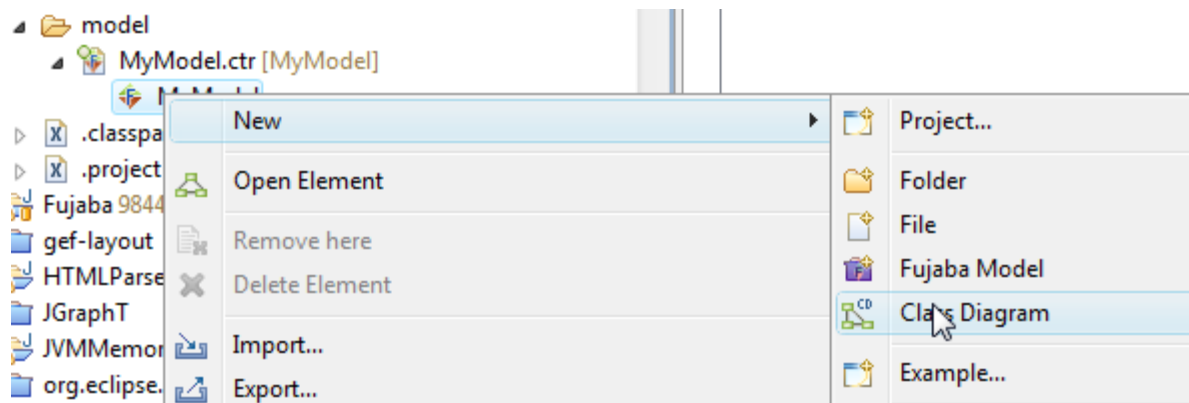 model
MyModel.ctr [MyModel]
New
Project...
.classpa
.project
Open Element
Folder
Fujaba 9844
File
gef-layout
Remove here
Fujaba Model
HTMLParse
Delete Element
JGraphT
CD
Class Diagram
JVMMemor
Import...
Example...
org.eclipse.
Export...